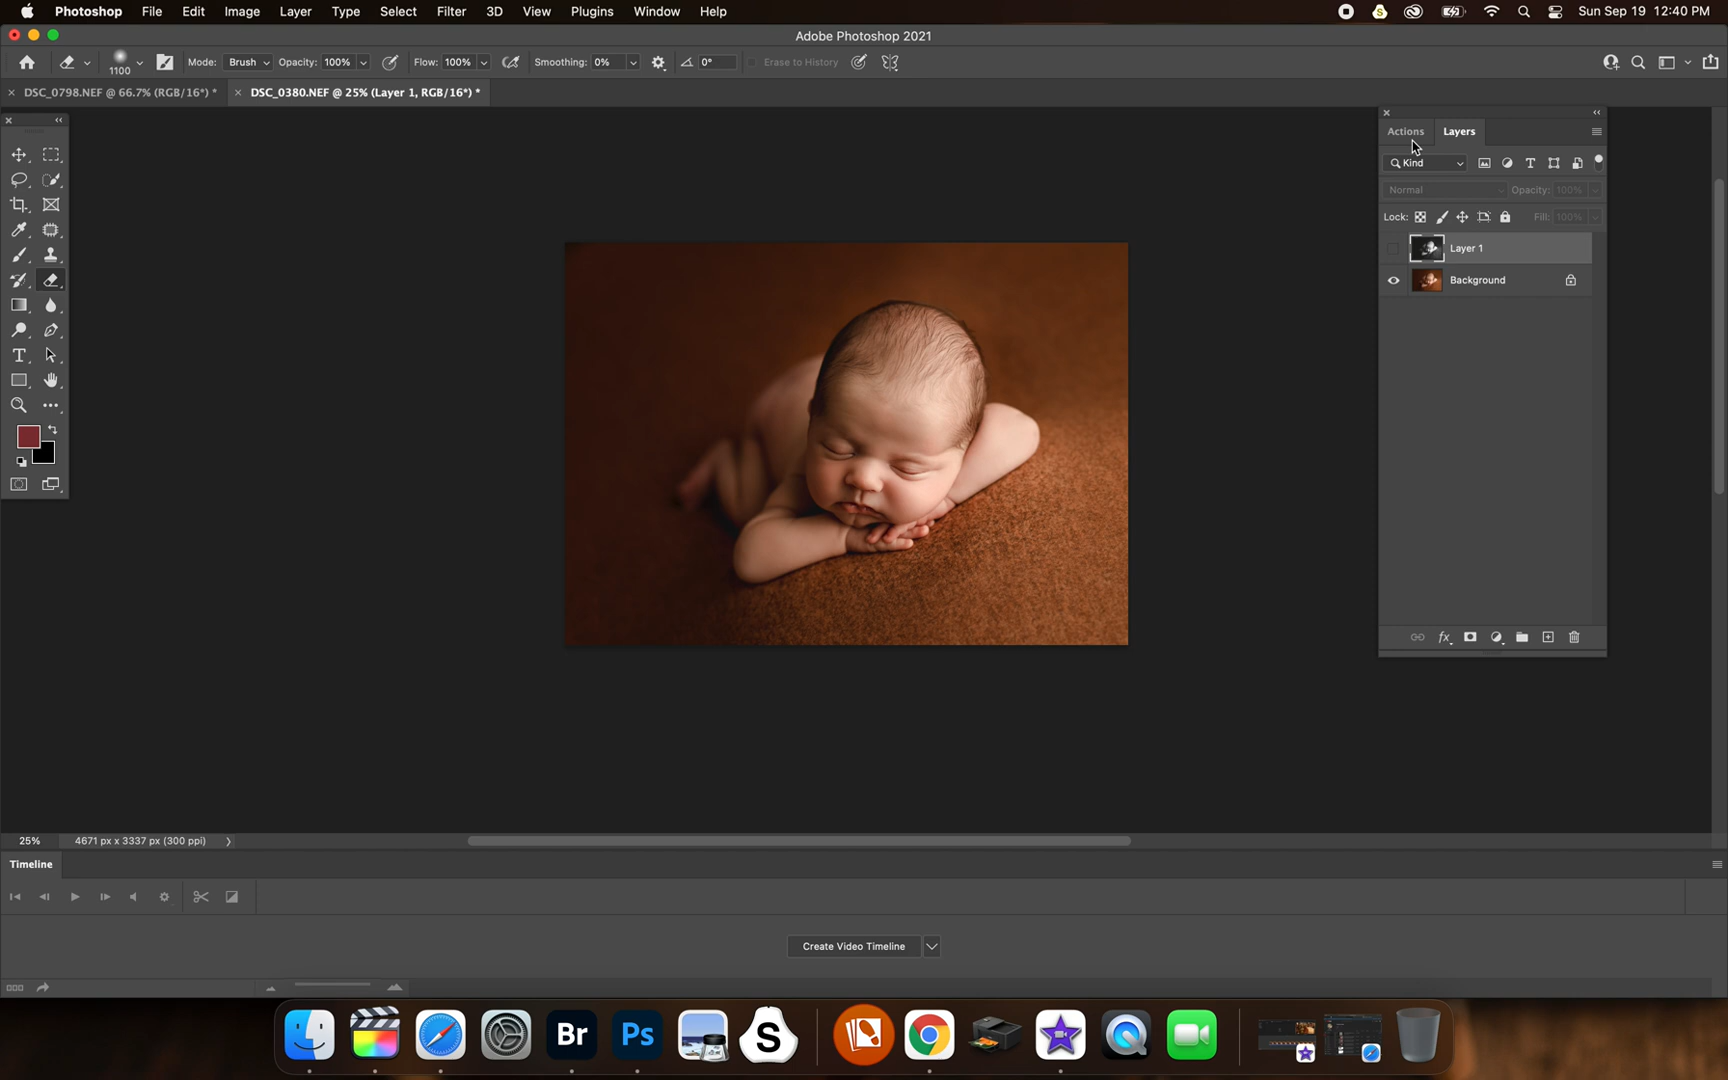 Photoshop File Edit Image Layer Type Select Filter 3D View Plugins Window Help Sun Sep 19 12:40 PM
Adobe Photoshop 2021
1100 Mode: Brush Opacity: 100% Flow: 100% Smoothing: 0% 0° Erase to History
DSC_0798.NEF @ 66.7% (RGB/16*) * DSC_0380.NEF @ 25% (Layer 1, RGB/16*) *
Actions Layers
Kind
Normal Opacity: 100%
Lock: Fill: 100%
Layer 1
Background
25% 4671 px x 3337 px (300 ppi)
Timeline
Create Video Timeline
Br Ps S